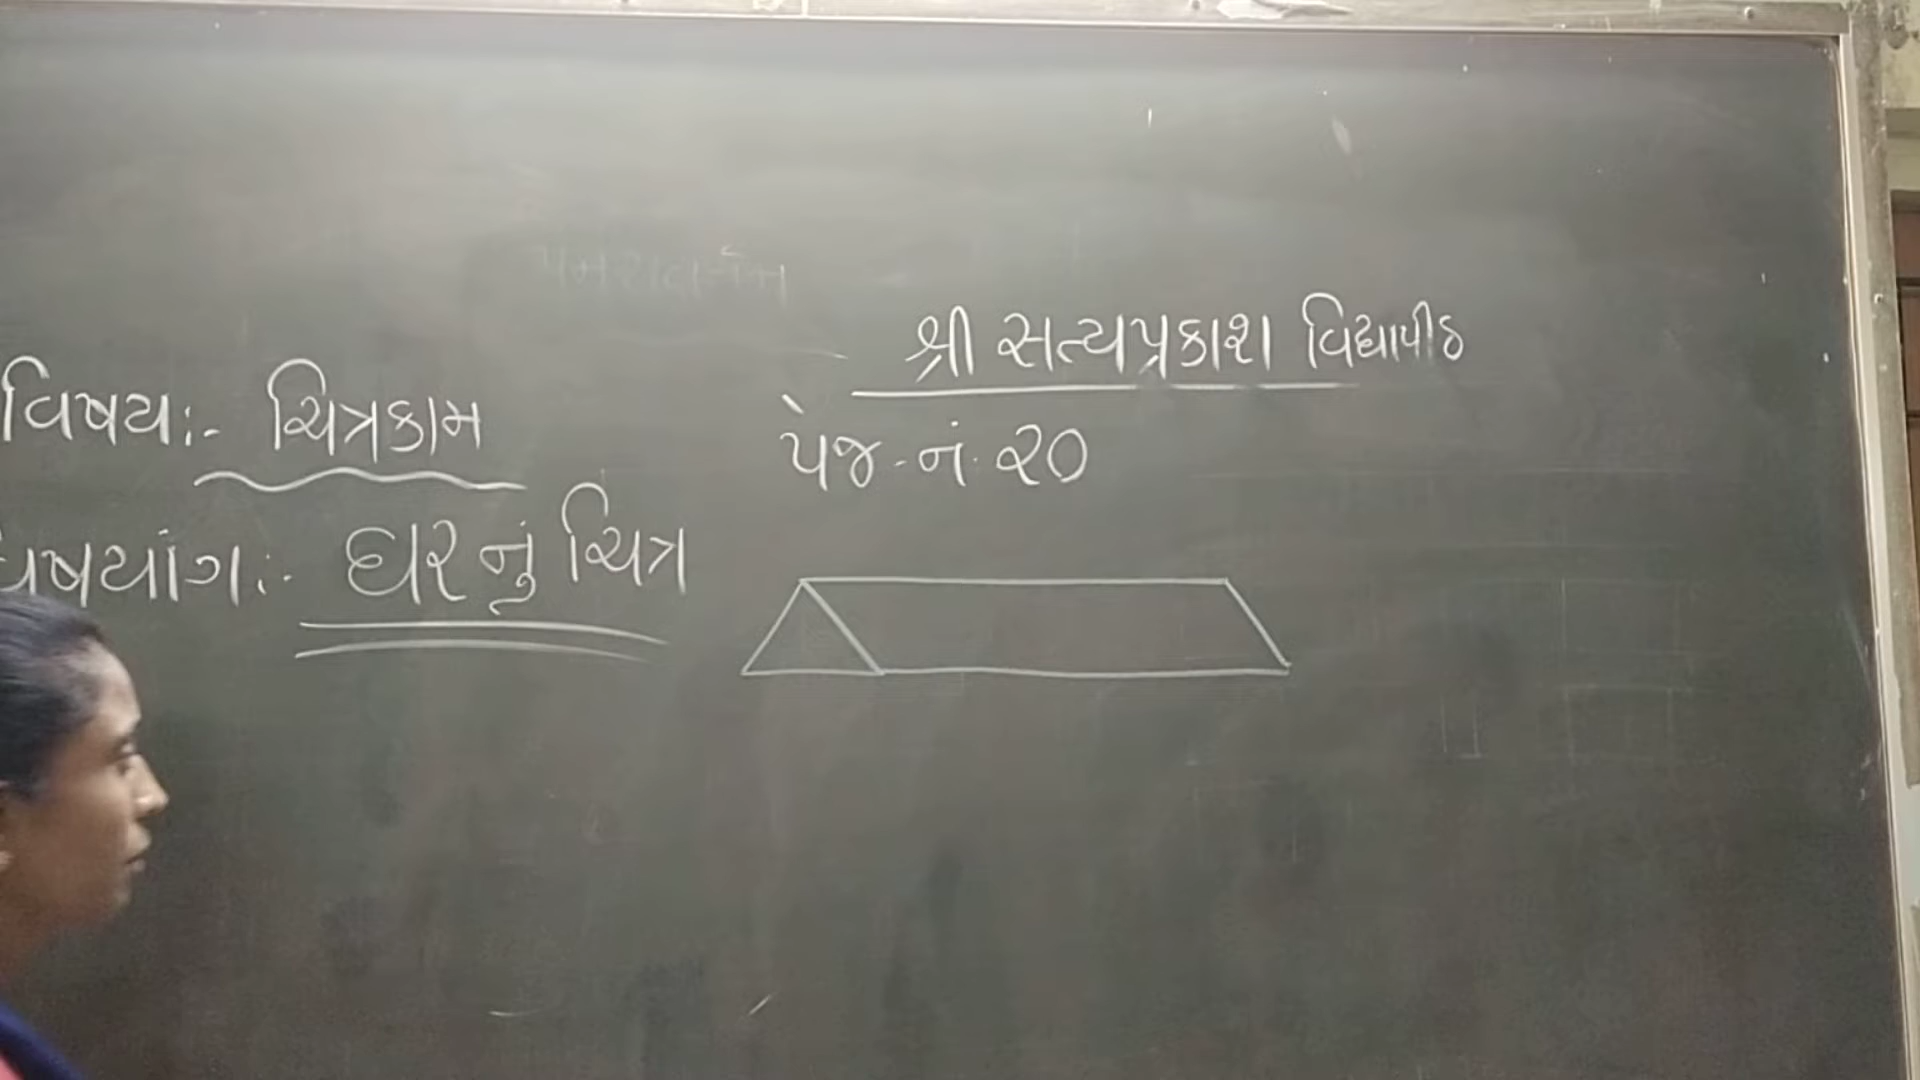 શ્રી સત્યપ્રકાશ વિદ્યાપીઠ
વિષયઃ- ચિત્રકામ
પેજ-નં. ૨૦
વિષયાંગઃ- ઘરનું ચિત્ર